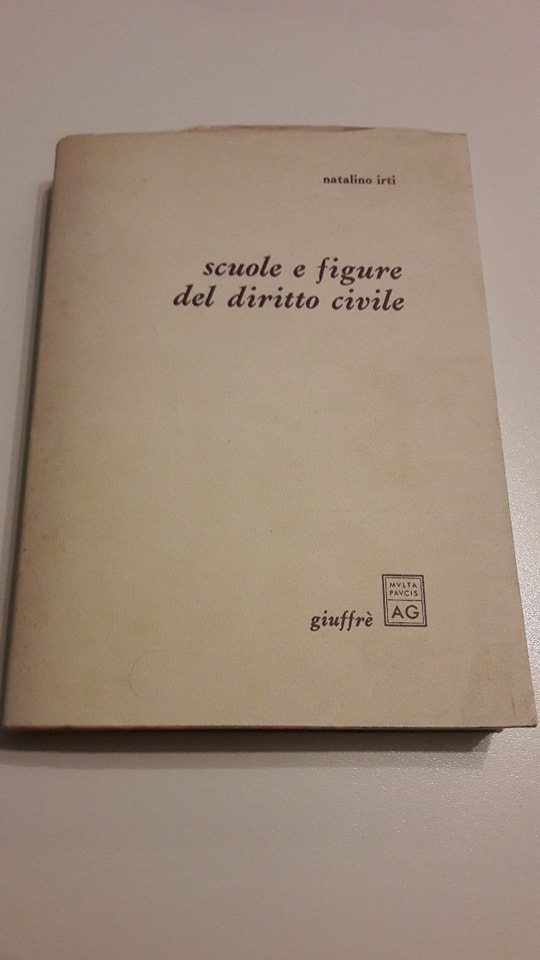 natalino irti
scuole e figure
del diritto civile
giuffrè
MVLTA
PAVCIS
AG